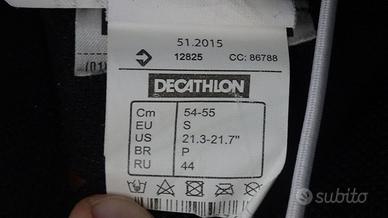 51.2015
12825 CC: 86788
DECATHLON
Cm 54-55
EU S
US 21.3-21.7"
BR P
RU 44
subito